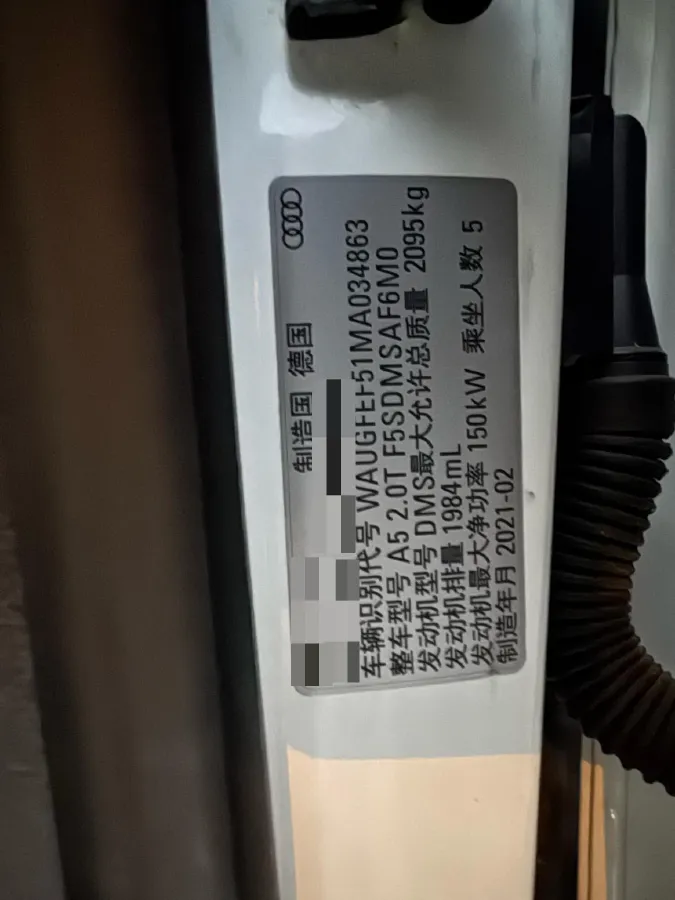 制造国 德国
车辆识别代号 WAUGFEF51MA034863
整车型号 A5 2.0T F5SDMSAF6M0
发动机型号 DMS最大允许总质量 2095kg
发动机排量 1984mL
发动机最大净功率 150kW 乘坐人数 5
制造年月 2021-02